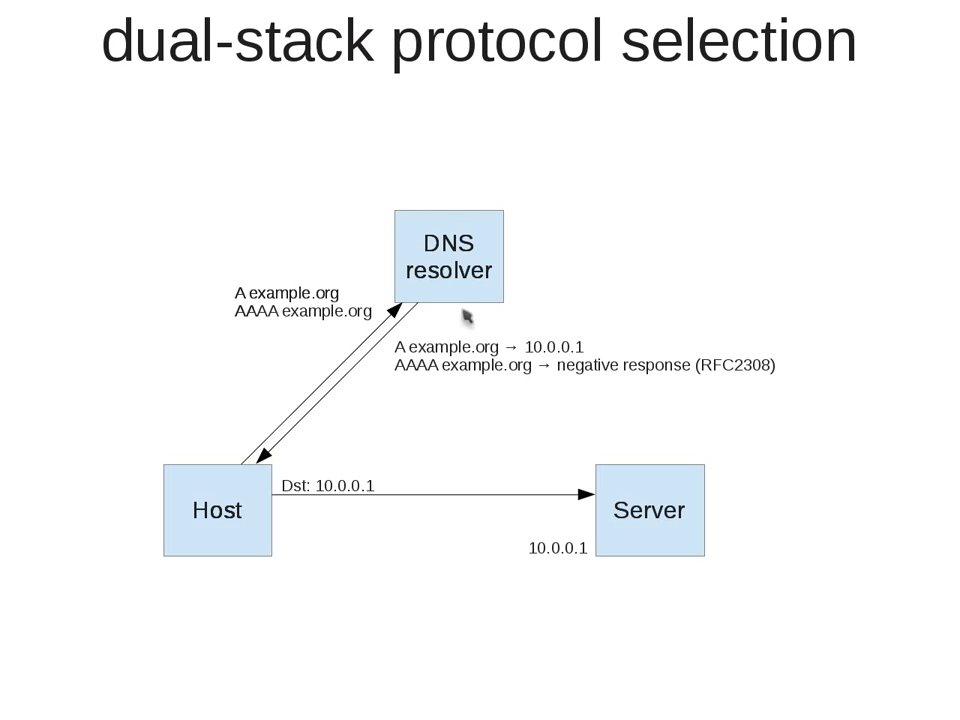 dual-stack protocol selection
DNS
resolver
A example.org
AAAA example.org
A example.org → 10.0.0.1
AAAA example.org → negative response (RFC2308)
Host
Dst: 10.0.0.1
Server
10.0.0.1